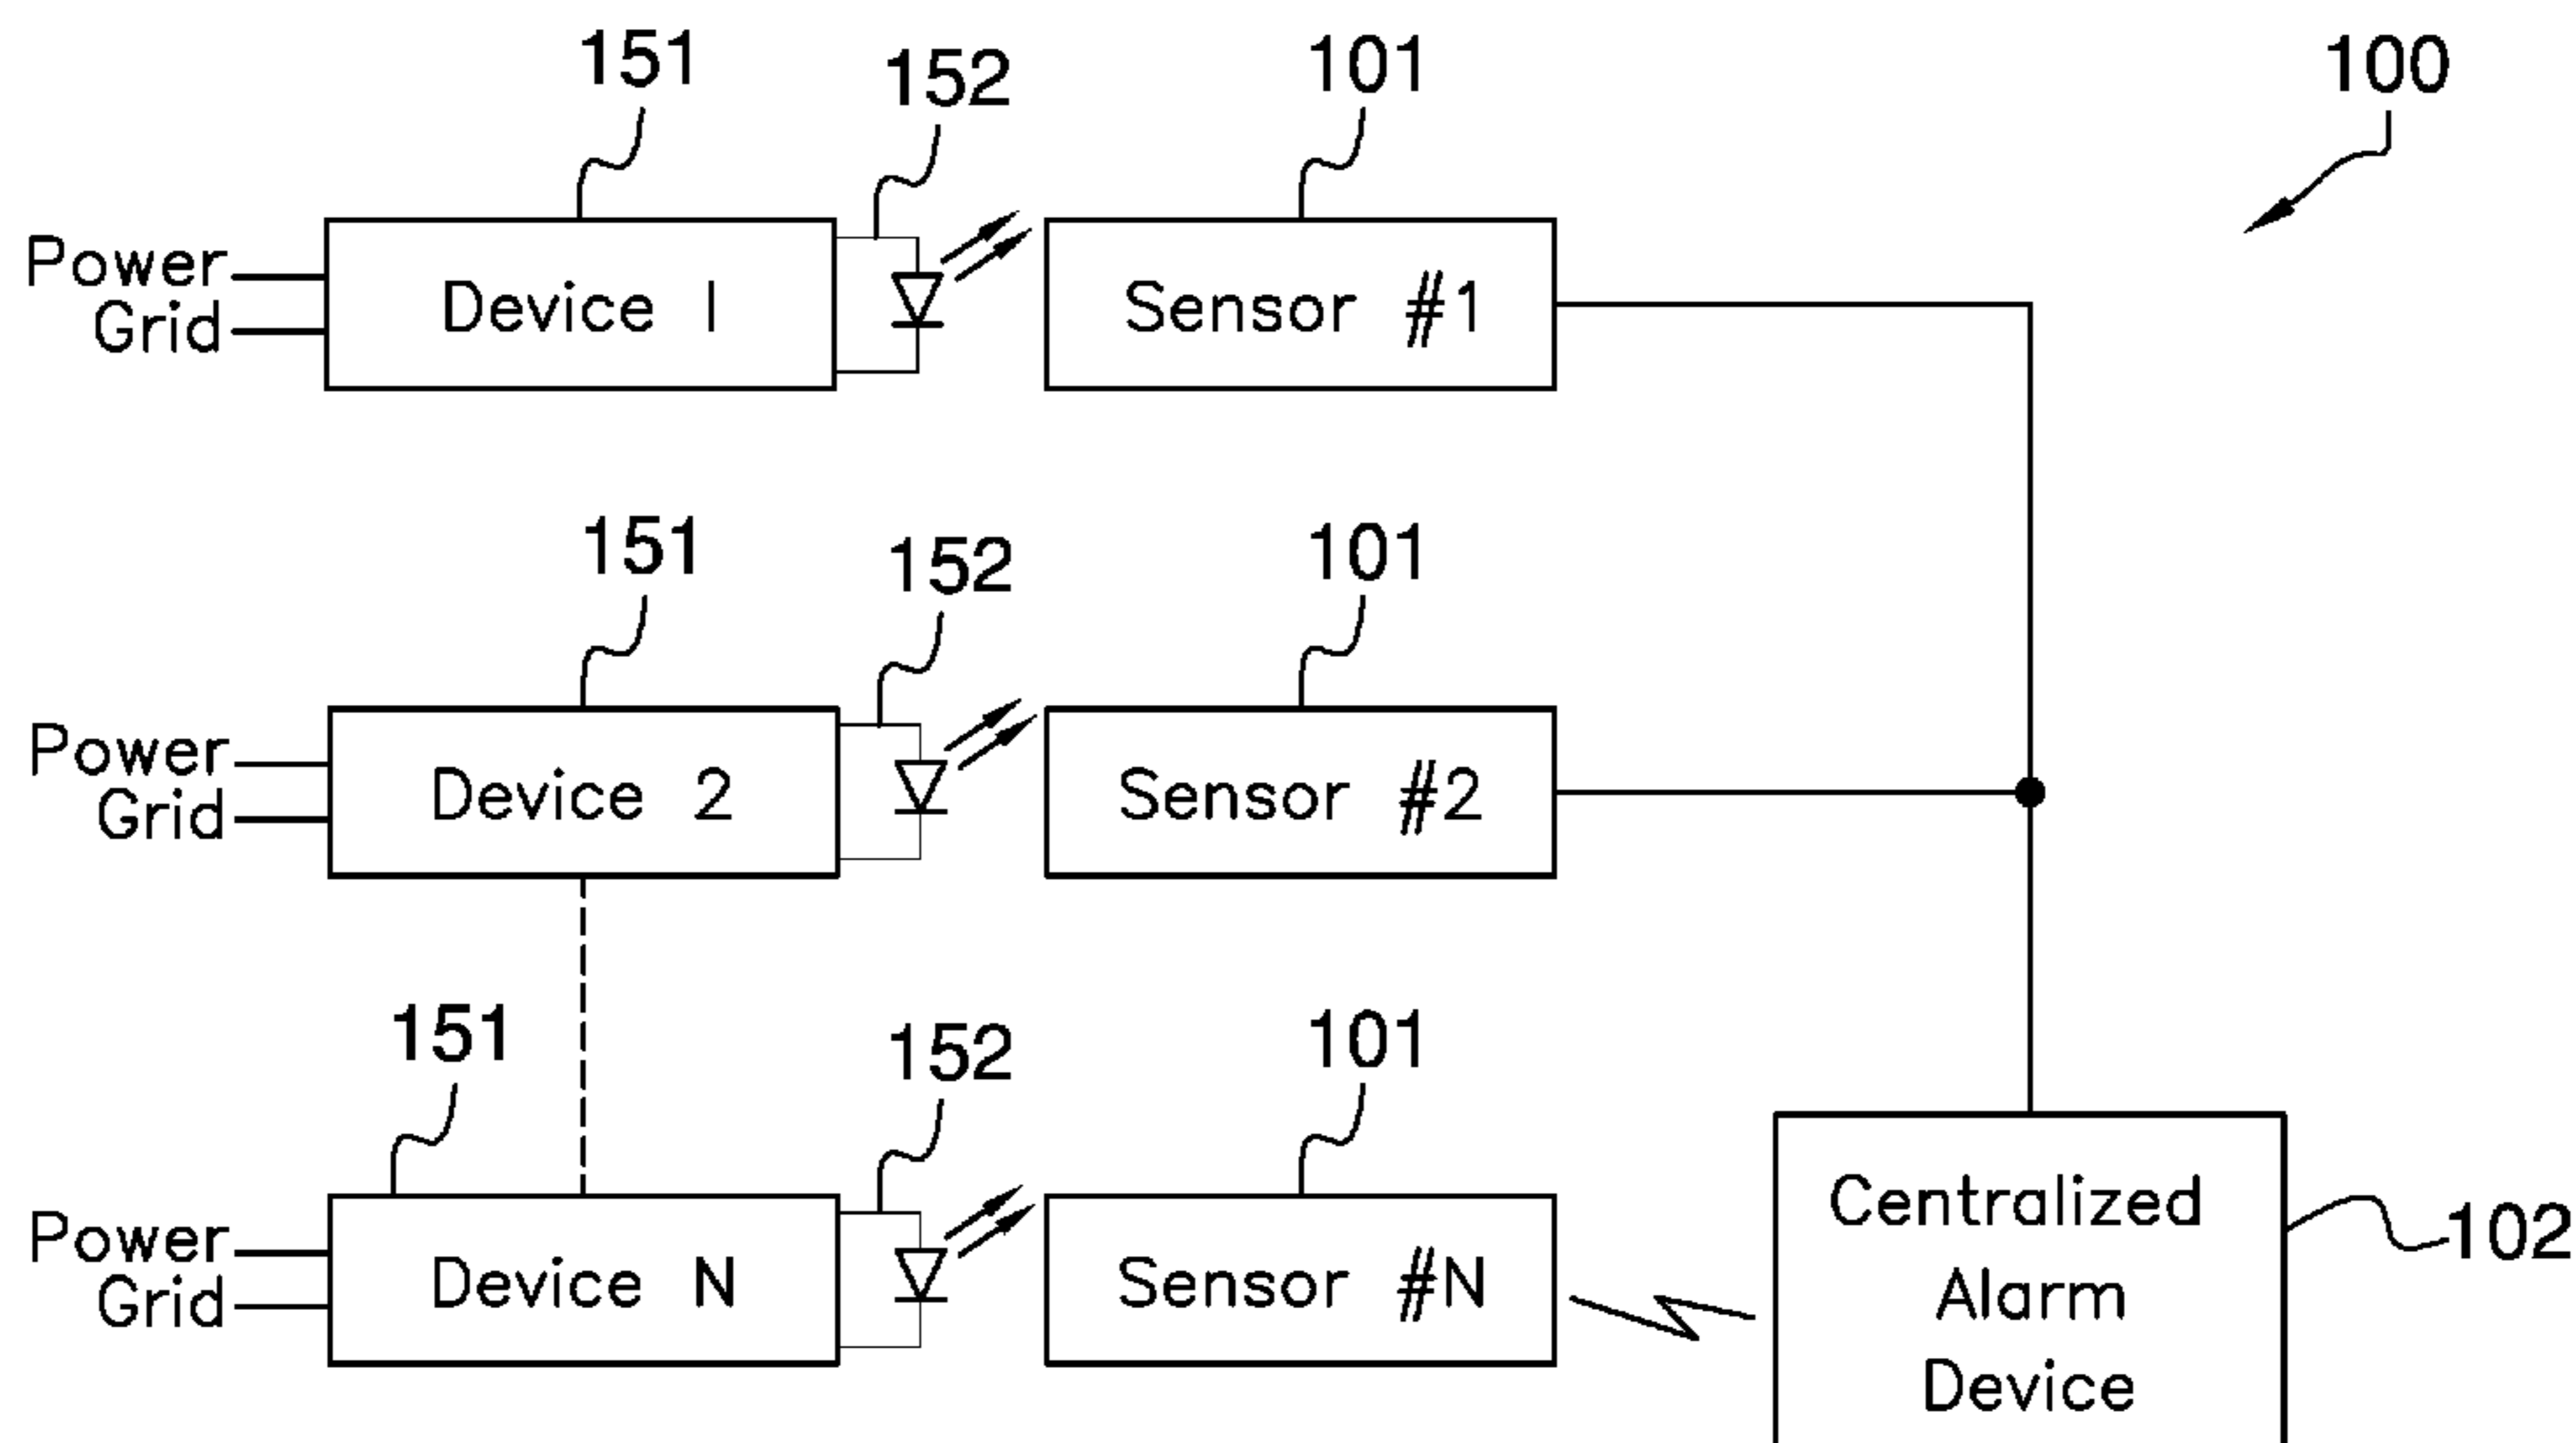 151 152 101 100
Power
Grid
Device 1
Sensor #1
151 152 101
Power
Grid
Device 2
Sensor #2
151 152 101
Power
Grid
Device N
Sensor #N
Centralized
Alarm
Device
102